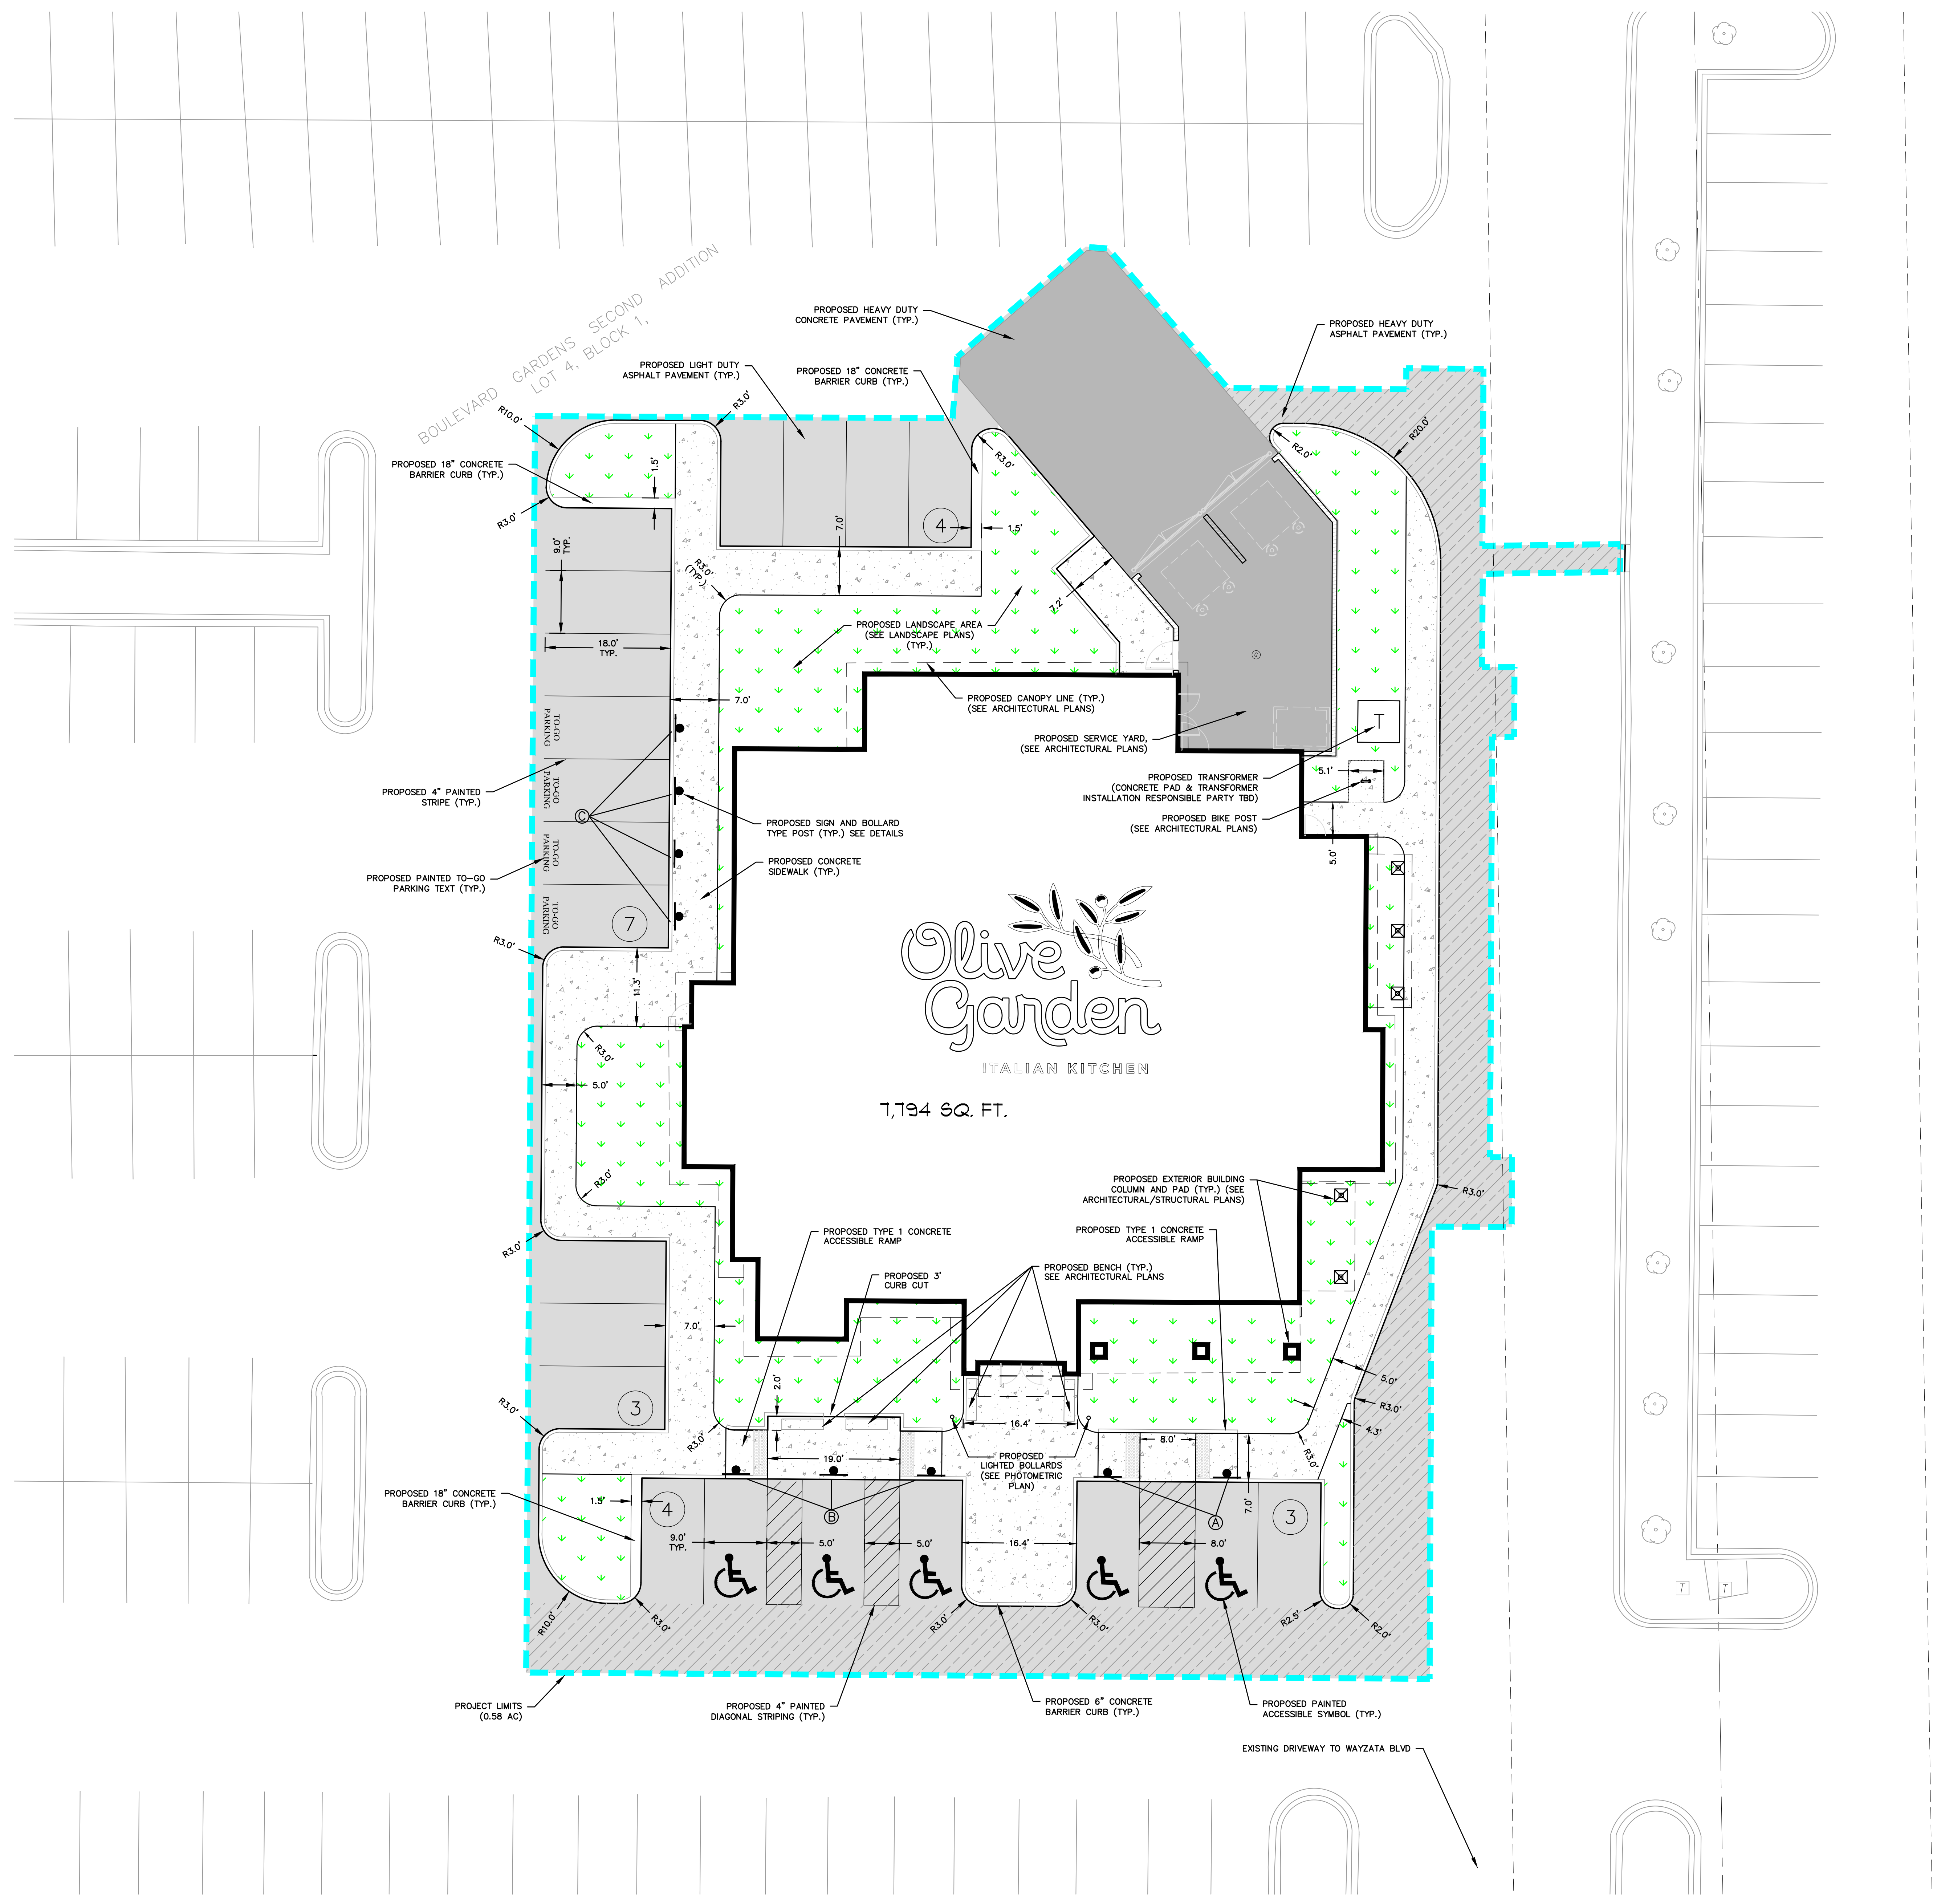 BOULEVARD GARDENS SECOND ADDITION
LOT 4, BLOCK 1,
PROPOSED HEAVY DUTY
CONCRETE PAVEMENT (TYP.)
PROPOSED HEAVY DUTY
ASPHALT PAVEMENT (TYP.)
PROPOSED LIGHT DUTY
ASPHALT PAVEMENT (TYP.)
PROPOSED 18" CONCRETE
BARRIER CURB (TYP.)
R10.0'
R3.0'
R20.0'
R2.0'
R3.0'
PROPOSED 18" CONCRETE
BARRIER CURB (TYP.)
1.5'
R3.0'
4
1.5'
7.0'
9.0'
TYP.
R3.0'
(TYP.)
7.2'
18.0'
TYP.
PROPOSED LANDSCAPE AREA
(SEE LANDSCAPE PLANS)
(TYP.)
7.0'
PROPOSED CANOPY LINE (TYP.)
(SEE ARCHITECTURAL PLANS)
TO-GO
PARKING
T
PROPOSED SERVICE YARD,
(SEE ARCHITECTURAL PLANS)
PROPOSED 4" PAINTED
STRIPE (TYP.)
TO-GO
PARKING
PROPOSED TRANSFORMER
(CONCRETE PAD & TRANSFORMER
INSTALLATION RESPONSIBLE PARTY TBD)
5.1'
C
PROPOSED SIGN AND BOLLARD
TYPE POST (TYP.) SEE DETAILS
PROPOSED BIKE POST
(SEE ARCHITECTURAL PLANS)
TO-GO
PARKING
5.0'
PROPOSED CONCRETE
SIDEWALK (TYP.)
PROPOSED PAINTED TO-GO
PARKING TEXT (TYP.)
TO-GO
PARKING
7
R3.0'
11.3'
Olive
Garden
ITALIAN KITCHEN
R3.0'
5.0'
7,794 SQ. FT.
R3.0'
PROPOSED EXTERIOR BUILDING
COLUMN AND PAD (TYP.) (SEE
ARCHITECTURAL/STRUCTURAL PLANS)
R3.0'
PROPOSED TYPE 1 CONCRETE
ACCESSIBLE RAMP
PROPOSED TYPE 1 CONCRETE
ACCESSIBLE RAMP
R3.0'
PROPOSED 3'
CURB CUT
PROPOSED BENCH (TYP.)
SEE ARCHITECTURAL PLANS
7.0'
2.0'
5.0'
3
R3.0'
R3.0'
16.4'
4.3'
R3.0'
8.0'
R3.0'
19.0'
PROPOSED
LIGHTED BOLLARDS
(SEE PHOTOMETRIC
PLAN)
PROPOSED 18" CONCRETE
BARRIER CURB (TYP.)
1.5'
4
B
A
3
7.0'
9.0'
TYP.
5.0'
5.0'
16.4'
8.0'
R10.0'
R3.0'
R3.0'
R3.0'
R2.5'
R2.0'
T
T
PROJECT LIMITS
(0.58 AC)
PROPOSED 4" PAINTED
DIAGONAL STRIPING (TYP.)
PROPOSED 6" CONCRETE
BARRIER CURB (TYP.)
PROPOSED PAINTED
ACCESSIBLE SYMBOL (TYP.)
EXISTING DRIVEWAY TO WAYZATA BLVD